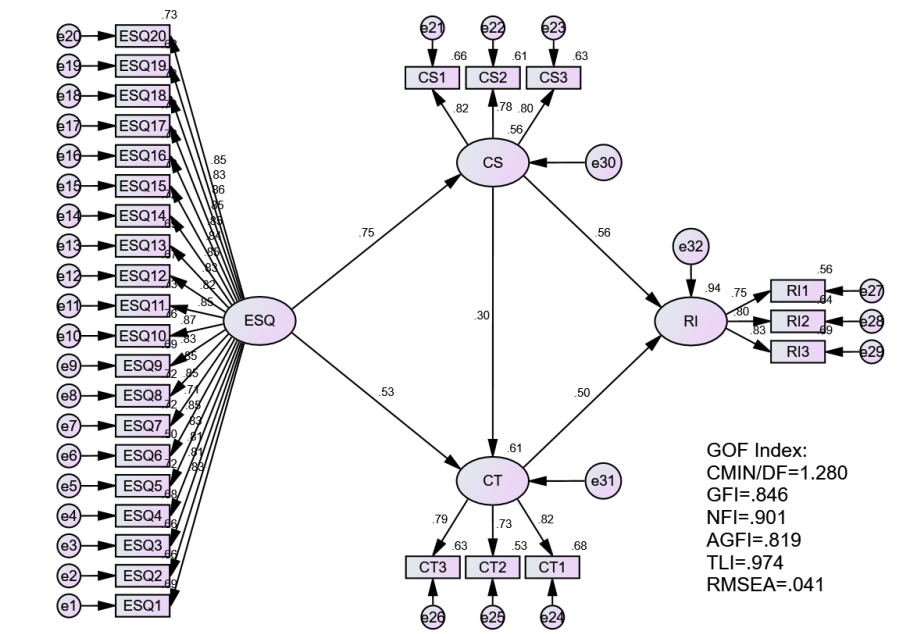 .73
e20 ESQ20
e19 ESQ19
e18 ESQ18
e17 ESQ17
e16 ESQ16
e15 ESQ15
e14 ESQ14
e13 ESQ13
e12 ESQ12
e11 ESQ11
e10 ESQ10
e9 ESQ9
e8 ESQ8
e7 ESQ7
e6 ESQ6
e5 ESQ5
e4 ESQ4
e3 ESQ3
e2 ESQ2
e1 ESQ1
.85
.83
.82
.87
.83
.85
.71
.85
.83
.81
.81
.83
ESQ
.75
.53
e21 e22 e23
.66 .61 .63
CS1 CS2 CS3
.82 .78 .80
.56
CS
e30
.56
.30
e32
.94
RI
.75
.80
.83
.56
RI1 e27
.64
RI2 e28
.69
RI3 e29
.50
.61
CT
e31
.79 .73 .82
.63 .53 .68
CT3 CT2 CT1
e26 e25 e24
GOF Index:
CMIN/DF=1.280
GFI=.846
NFI=.901
AGFI=.819
TLI=.974
RMSEA=.041